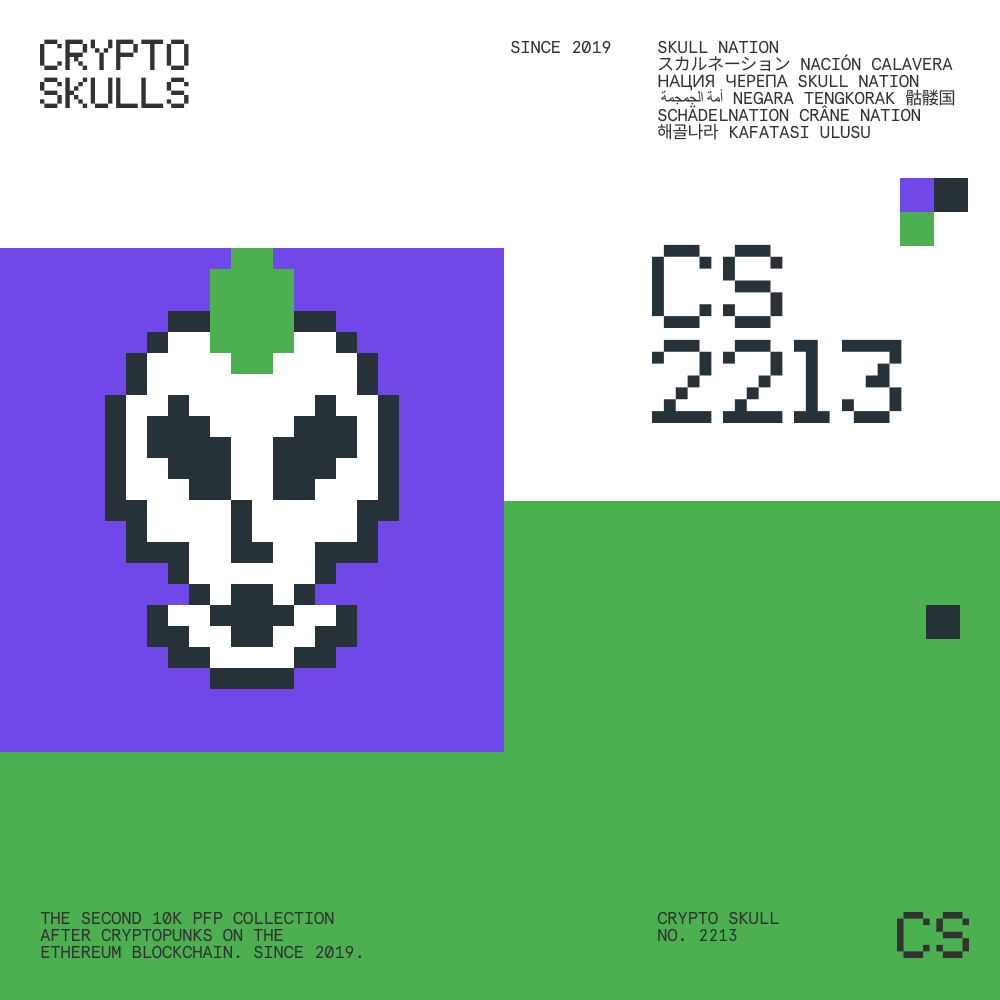 CRYPTO
SKULLS
SINCE 2019
SKULL NATION
スカルネーション NACIÓN CALAVERA
НАЦИЯ ЧЕРЕПА SKULL NATION
أمة الجمجمة NEGARA TENGKORAK 骷髅国
SCHÄDELNATION CRÂNE NATION
해골나라 KAFATASI ULUSU
CS
2213
THE SECOND 10K PFP COLLECTION
AFTER CRYPTOPUNKS ON THE
ETHEREUM BLOCKCHAIN. SINCE 2019.
CRYPTO SKULL
NO. 2213
CS